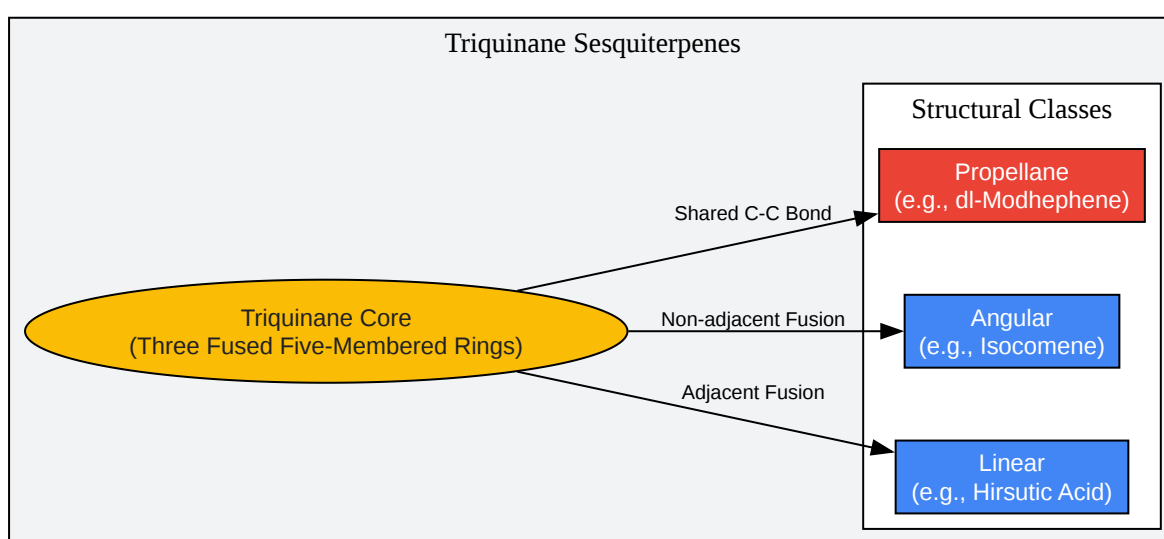 Triquinane Sesquiterpenes
Structural Classes
Propellane
(e.g., dl-Modhephene)
Shared C-C Bond
Triquinane Core
(Three Fused Five-Membered Rings)
Non-adjacent Fusion
Angular
(e.g., Isocomene)
Adjacent Fusion
Linear
(e.g., Hirsutic Acid)